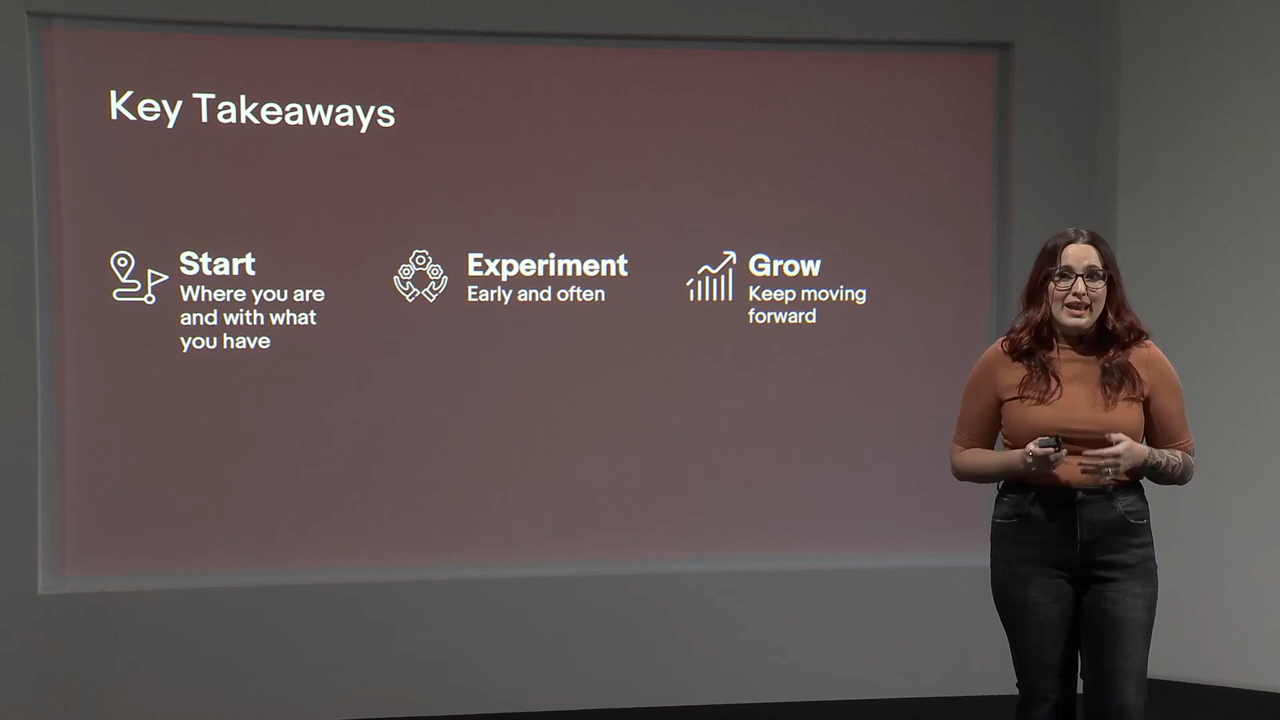 Key Takeaways
Start
Where you are
and with what
you have
Experiment
Early and often
Grow
Keep moving
forward